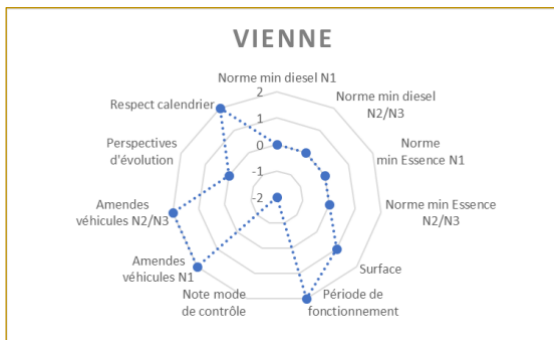 VIENNE
Norme min diesel N1
Norme min diesel
N2/N3
Norme
min Essence N1
Norme min Essence
N2/N3
Surface
Période de
fonctionnement
Note mode
de contrôle
Amendes
véhicules N1
Amendes
véhicules N2/N3
Perspectives
d'évolution
Respect calendrier
2
1
0
-1
-2